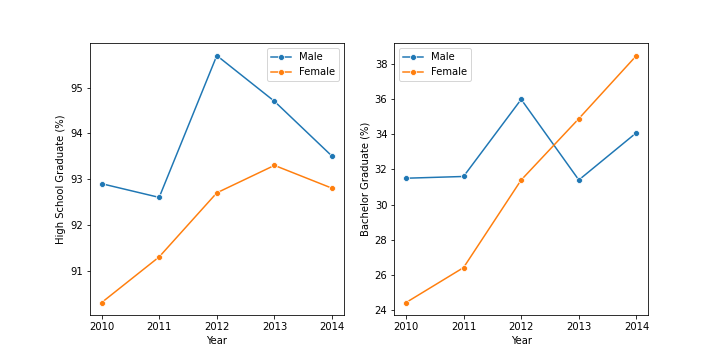 Male
Female
High School Graduate (%)
95
94
93
92
91
2010 2011 2012 2013 2014
Year
Male
Female
Bachelor Graduate (%)
38
36
34
32
30
28
26
24
2010 2011 2012 2013 2014
Year